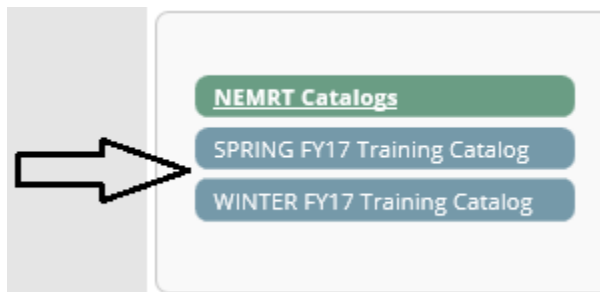 NEMRT Catalogs
SPRING FY17 Training Catalog
WINTER FY17 Training Catalog